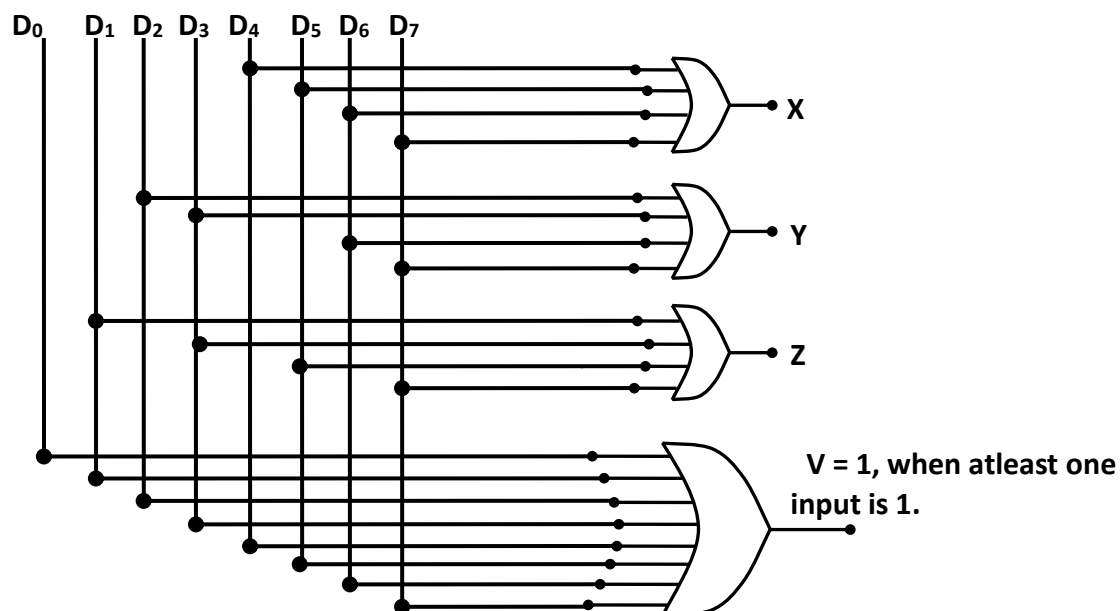 D₀ D₁ D₂ D₃ D₄ D₅ D₆ D₇
X
Y
Z
V = 1, when atleast one
input is 1.